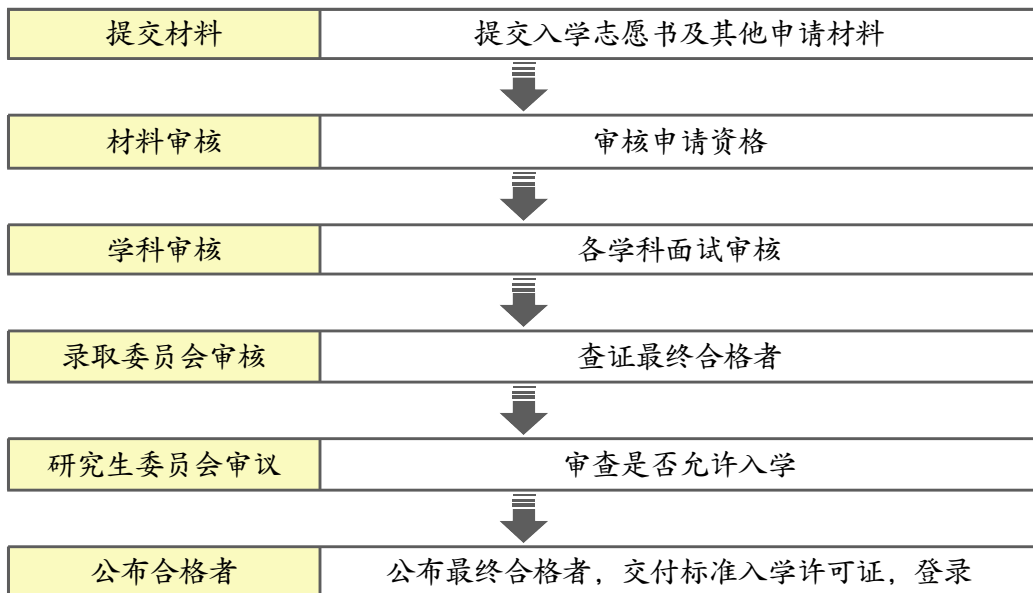 提交材料 提交入学志愿书及其他申请材料
材料审核 审核申请资格
学科审核 各学科面试审核
录取委员会审核 查证最终合格者
研究生委员会审议 审查是否允许入学
公布合格者 公布最终合格者，交付标准入学许可证，登录